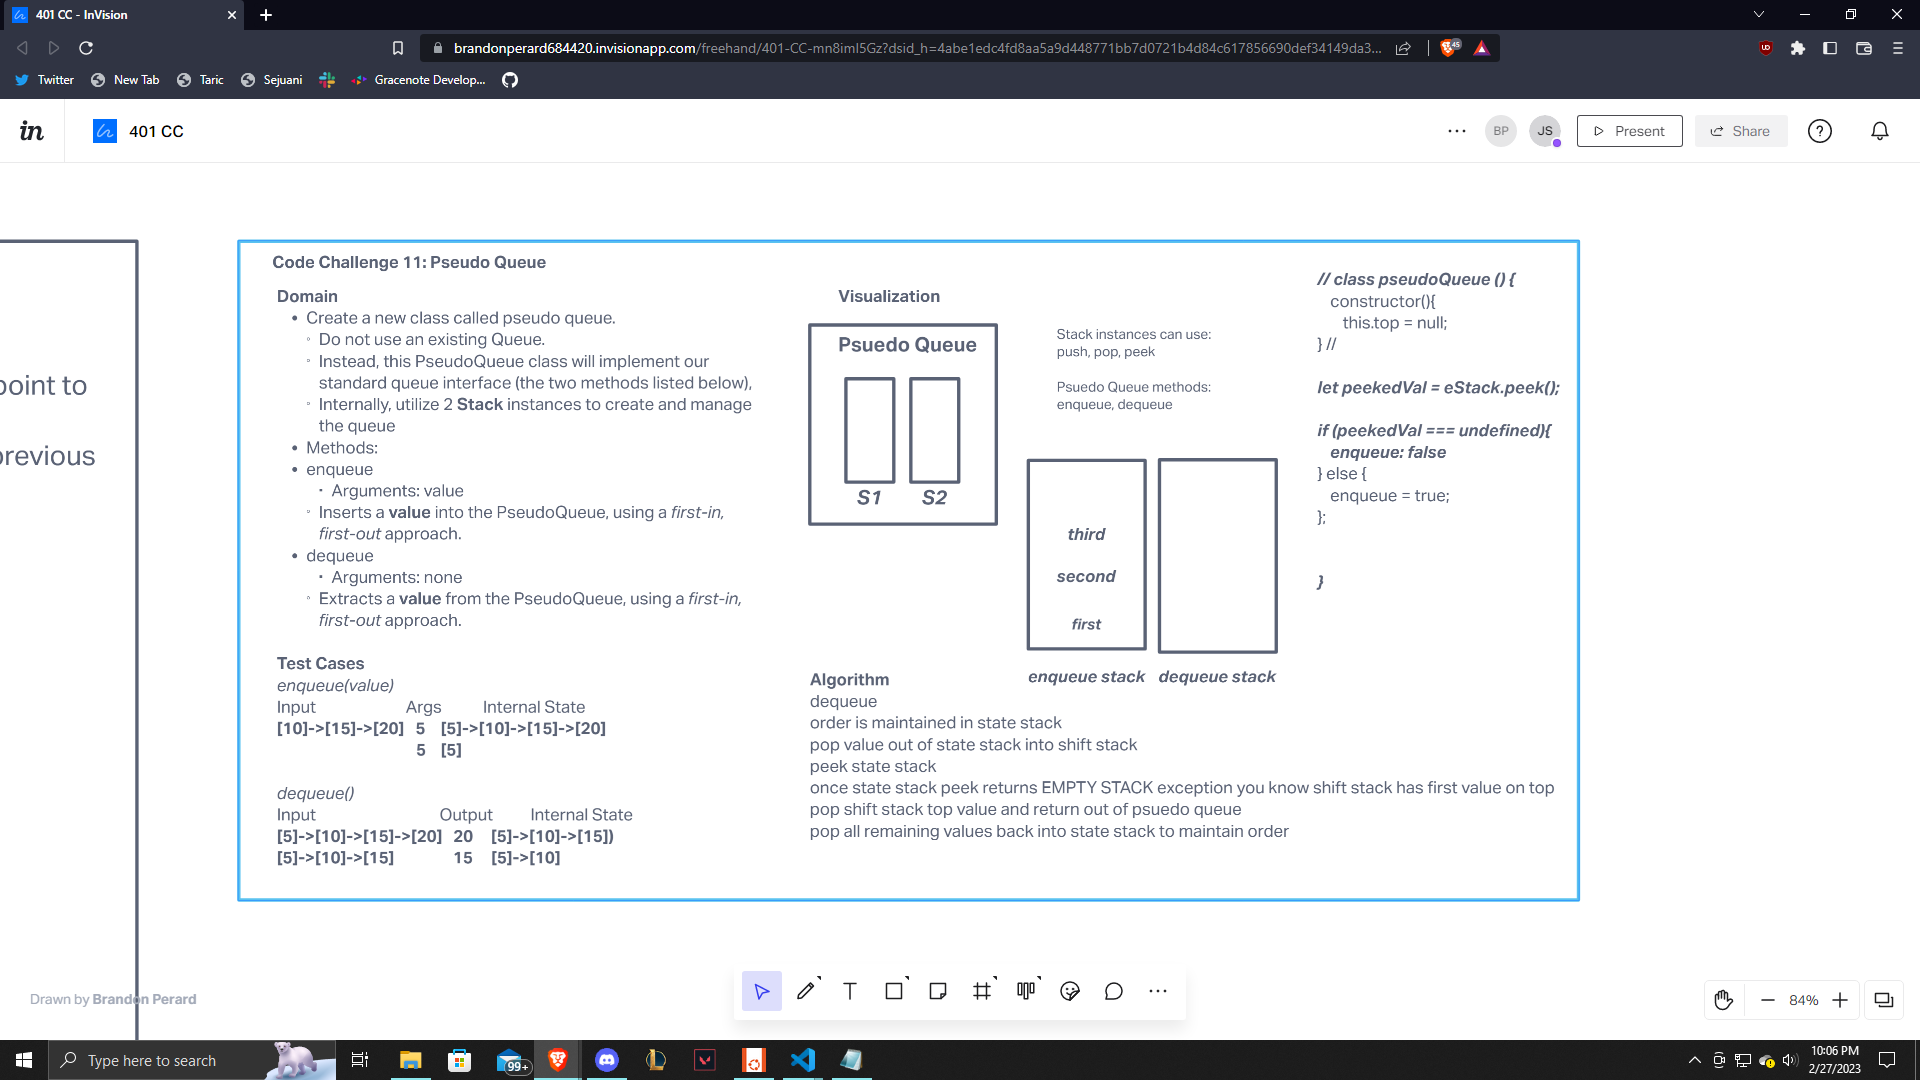 401 CC - InVision
brandonperard684420.invisionapp.com/freehand/401-CC-mn8imI5Gz?dsid_h=4abe1edc4fd8aa5a9d448771bb7d0721b4d84c617856690def34149da3...
45
Twitter
New Tab
Taric
Sejuani
Gracenote Develop...
in
401 CC
BP
JS
Present
Share
point to
previous
Code Challenge 11: Pseudo Queue
Domain
• Create a new class called pseudo queue.
◦ Do not use an existing Queue.
◦ Instead, this PseudoQueue class will implement our
standard queue interface (the two methods listed below),
◦ Internally, utilize 2 Stack instances to create and manage
the queue
• Methods:
• enqueue
▪ Arguments: value
◦ Inserts a value into the PseudoQueue, using a first-in,
first-out approach.
• dequeue
▪ Arguments: none
◦ Extracts a value from the PseudoQueue, using a first-in,
first-out approach.
Test Cases
enqueue(value)
Input Args Internal State
[10]->[15]->[20] 5 [5]->[10]->[15]->[20]
5 [5]
dequeue()
Input Output Internal State
[5]->[10]->[15]->[20] 20 [5]->[10]->[15])
[5]->[10]->[15] 15 [5]->[10]
Visualization
Psuedo Queue
S1 S2
Stack instances can use:
push, pop, peek
Psuedo Queue methods:
enqueue, dequeue
third
second
first
enqueue stack dequeue stack
Algorithm
dequeue
order is maintained in state stack
pop value out of state stack into shift stack
peek state stack
once state stack peek returns EMPTY STACK exception you know shift stack has first value on top
pop shift stack top value and return out of psuedo queue
pop all remaining values back into state stack to maintain order
// class pseudoQueue () {
constructor(){
this.top = null;
} //
let peekedVal = eStack.peek();
if (peekedVal === undefined){
enqueue: false
} else {
enqueue = true;
};
}
Drawn by Brandon Perard
84%
Type here to search
99+
10:06 PM
2/27/2023